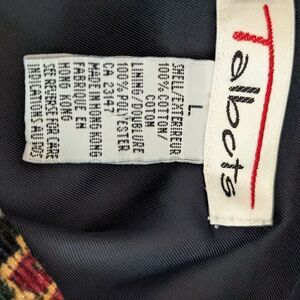 Talbots
L
SHELL/EXTERIEUR
100% COTTON/
COTON
LINING/DOUBLURE
100% POLYESTER
CA 23147
MADE IN HONG KONG
FABRIQUE EN
HONG KONG
SEE REVERSE FOR CARE
INDICATIONS AU DOS